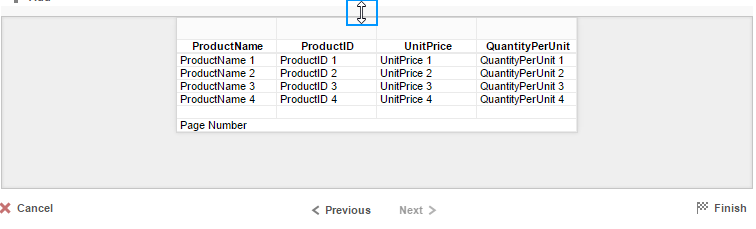 ProductName ProductID UnitPrice QuantityPerUnit
ProductName 1 ProductID 1 UnitPrice 1 QuantityPerUnit 1
ProductName 2 ProductID 2 UnitPrice 2 QuantityPerUnit 2
ProductName 3 ProductID 3 UnitPrice 3 QuantityPerUnit 3
ProductName 4 ProductID 4 UnitPrice 4 QuantityPerUnit 4
Page Number
Cancel Previous Next Finish